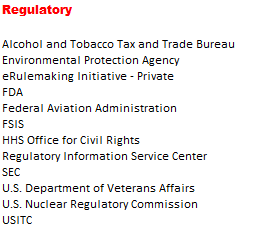 Regulatory
Alcohol and Tobacco Tax and Trade Bureau
Environmental Protection Agency
eRulemaking Initiative - Private
FDA
Federal Aviation Administration
FSIS
HHS Office for Civil Rights
Regulatory Information Service Center
SEC
U.S. Department of Veterans Affairs
U.S. Nuclear Regulatory Commission
USITC